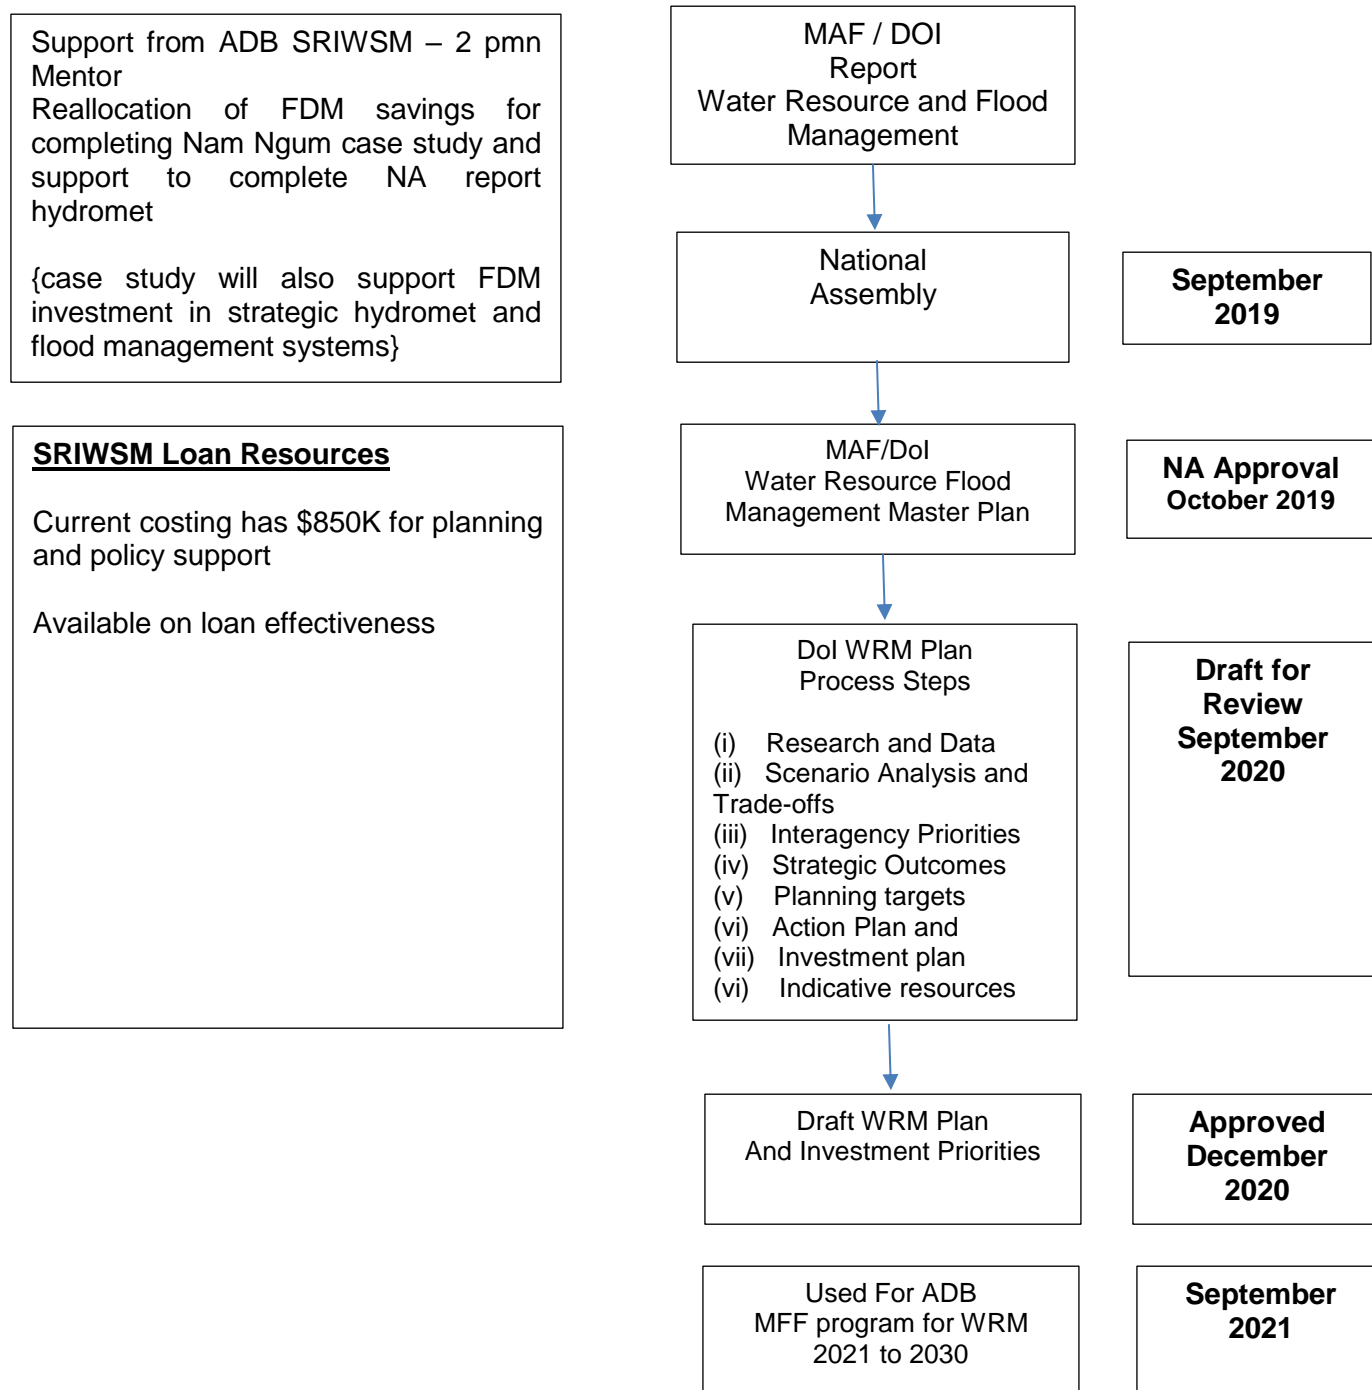 Support from ADB SRIWSM – 2 pmn
Mentor
Reallocation of FDM savings for
completing Nam Ngum case study and
support to complete NA report
hydromet
{case study will also support FDM
investment in strategic hydromet and
flood management systems}
SRIWSM Loan Resources
Current costing has $850K for planning
and policy support
Available on loan effectiveness
MAF / DOI
Report
Water Resource and Flood
Management
National
Assembly
September
2019
MAF/DoI
Water Resource Flood
Management Master Plan
NA Approval
October 2019
DoI WRM Plan
Process Steps
(i) Research and Data
(ii) Scenario Analysis and
Trade-offs
(iii) Interagency Priorities
(iv) Strategic Outcomes
(v) Planning targets
(vi) Action Plan and
(vii) Investment plan
(vi) Indicative resources
Draft for
Review
September
2020
Draft WRM Plan
And Investment Priorities
Approved
December
2020
Used For ADB
MFF program for WRM
2021 to 2030
September
2021